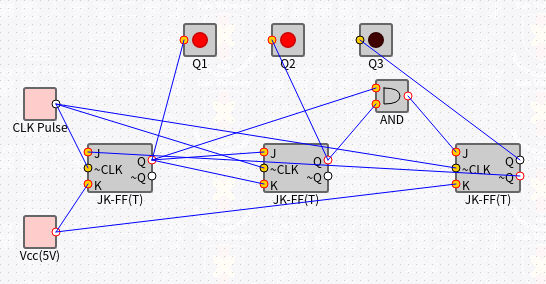 Q1 Q2 Q3
AND
CLK Pulse
J Q J Q J Q
~CLK ~CLK ~CLK
K ~Q K ~Q K ~Q
JK-FF(T) JK-FF(T) JK-FF(T)
Vcc(5V)